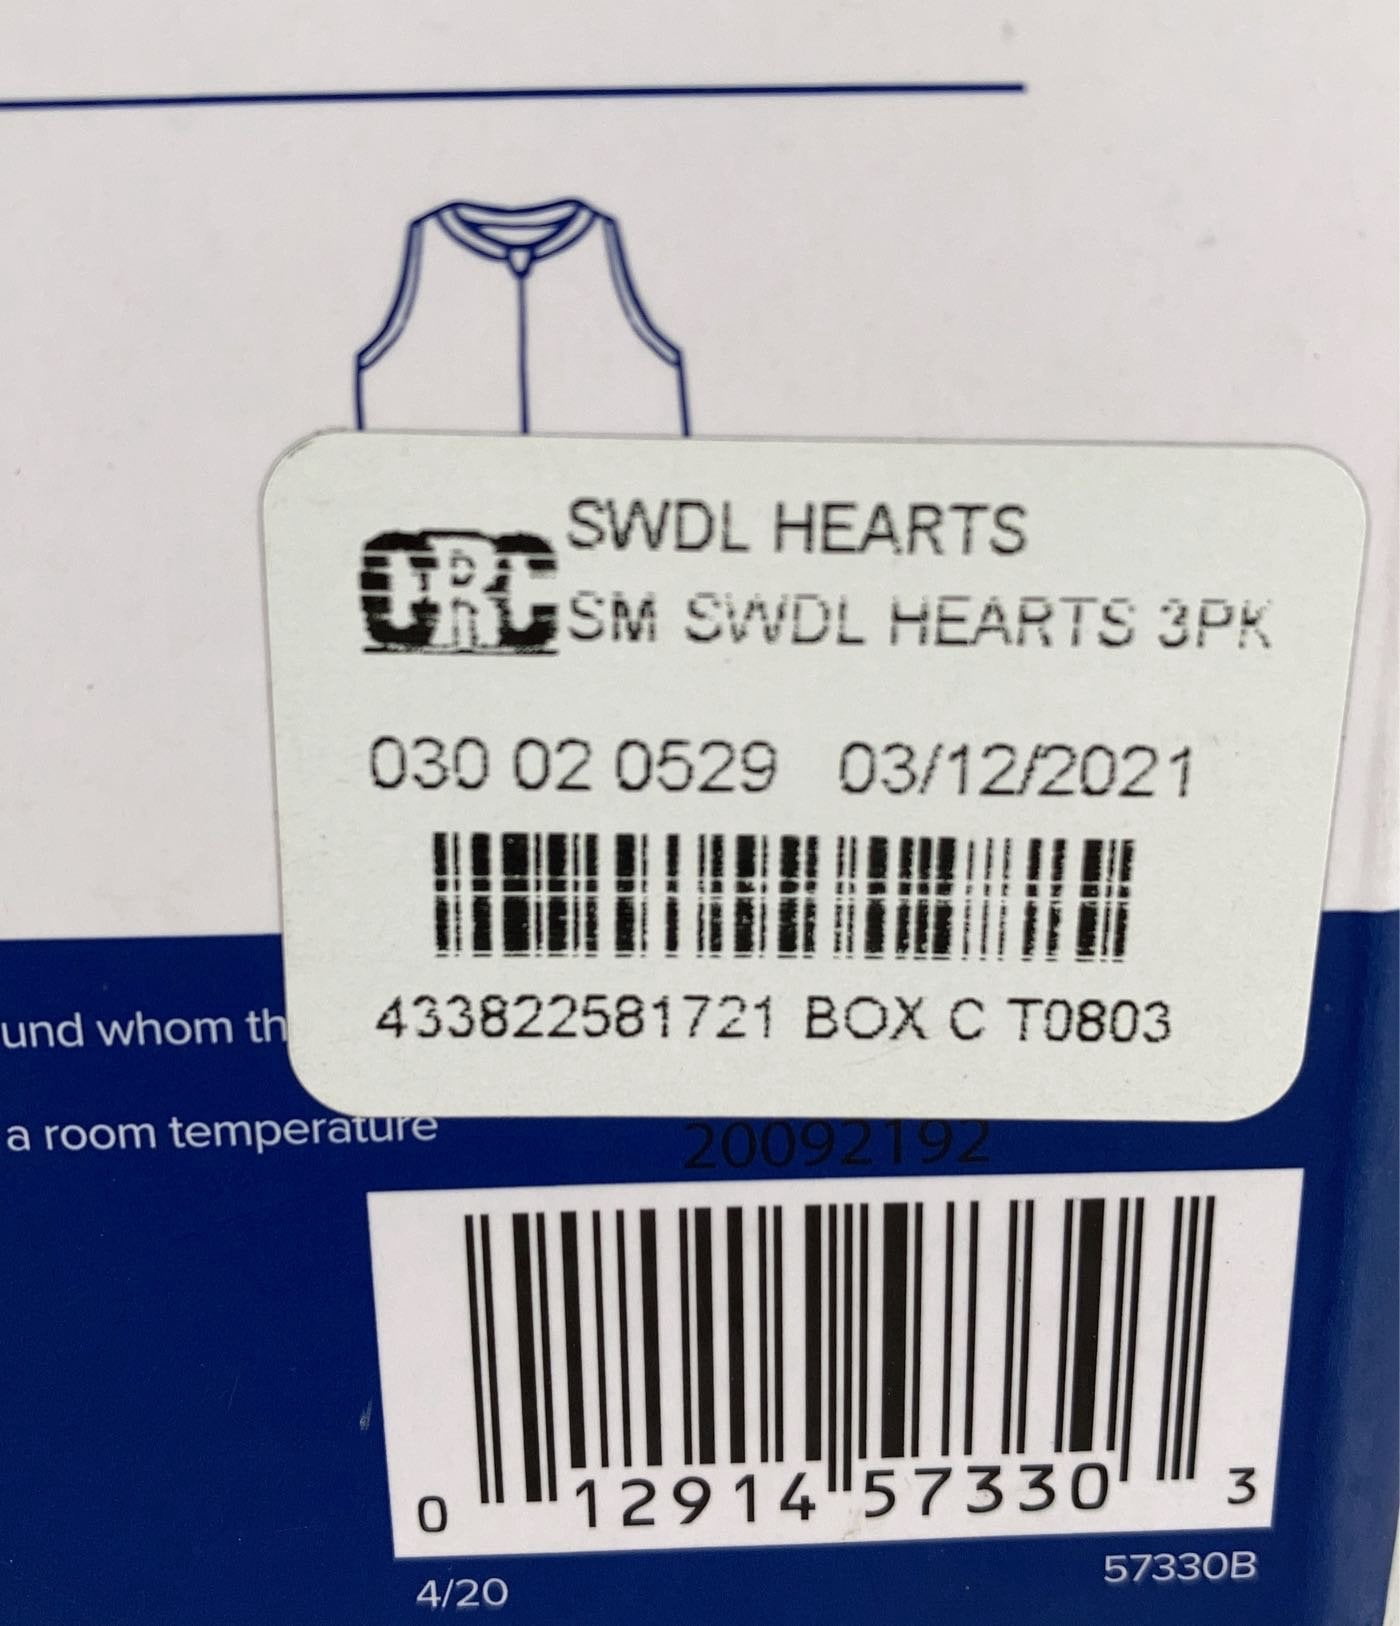 CRC
SWDL HEARTS
SM SWDL HEARTS 3PK
030 02 0529 03/12/2021
433822581721 BOX C T0803
und whom th
a room temperature
20092192
0 12914 57330 3
4/20
57330B